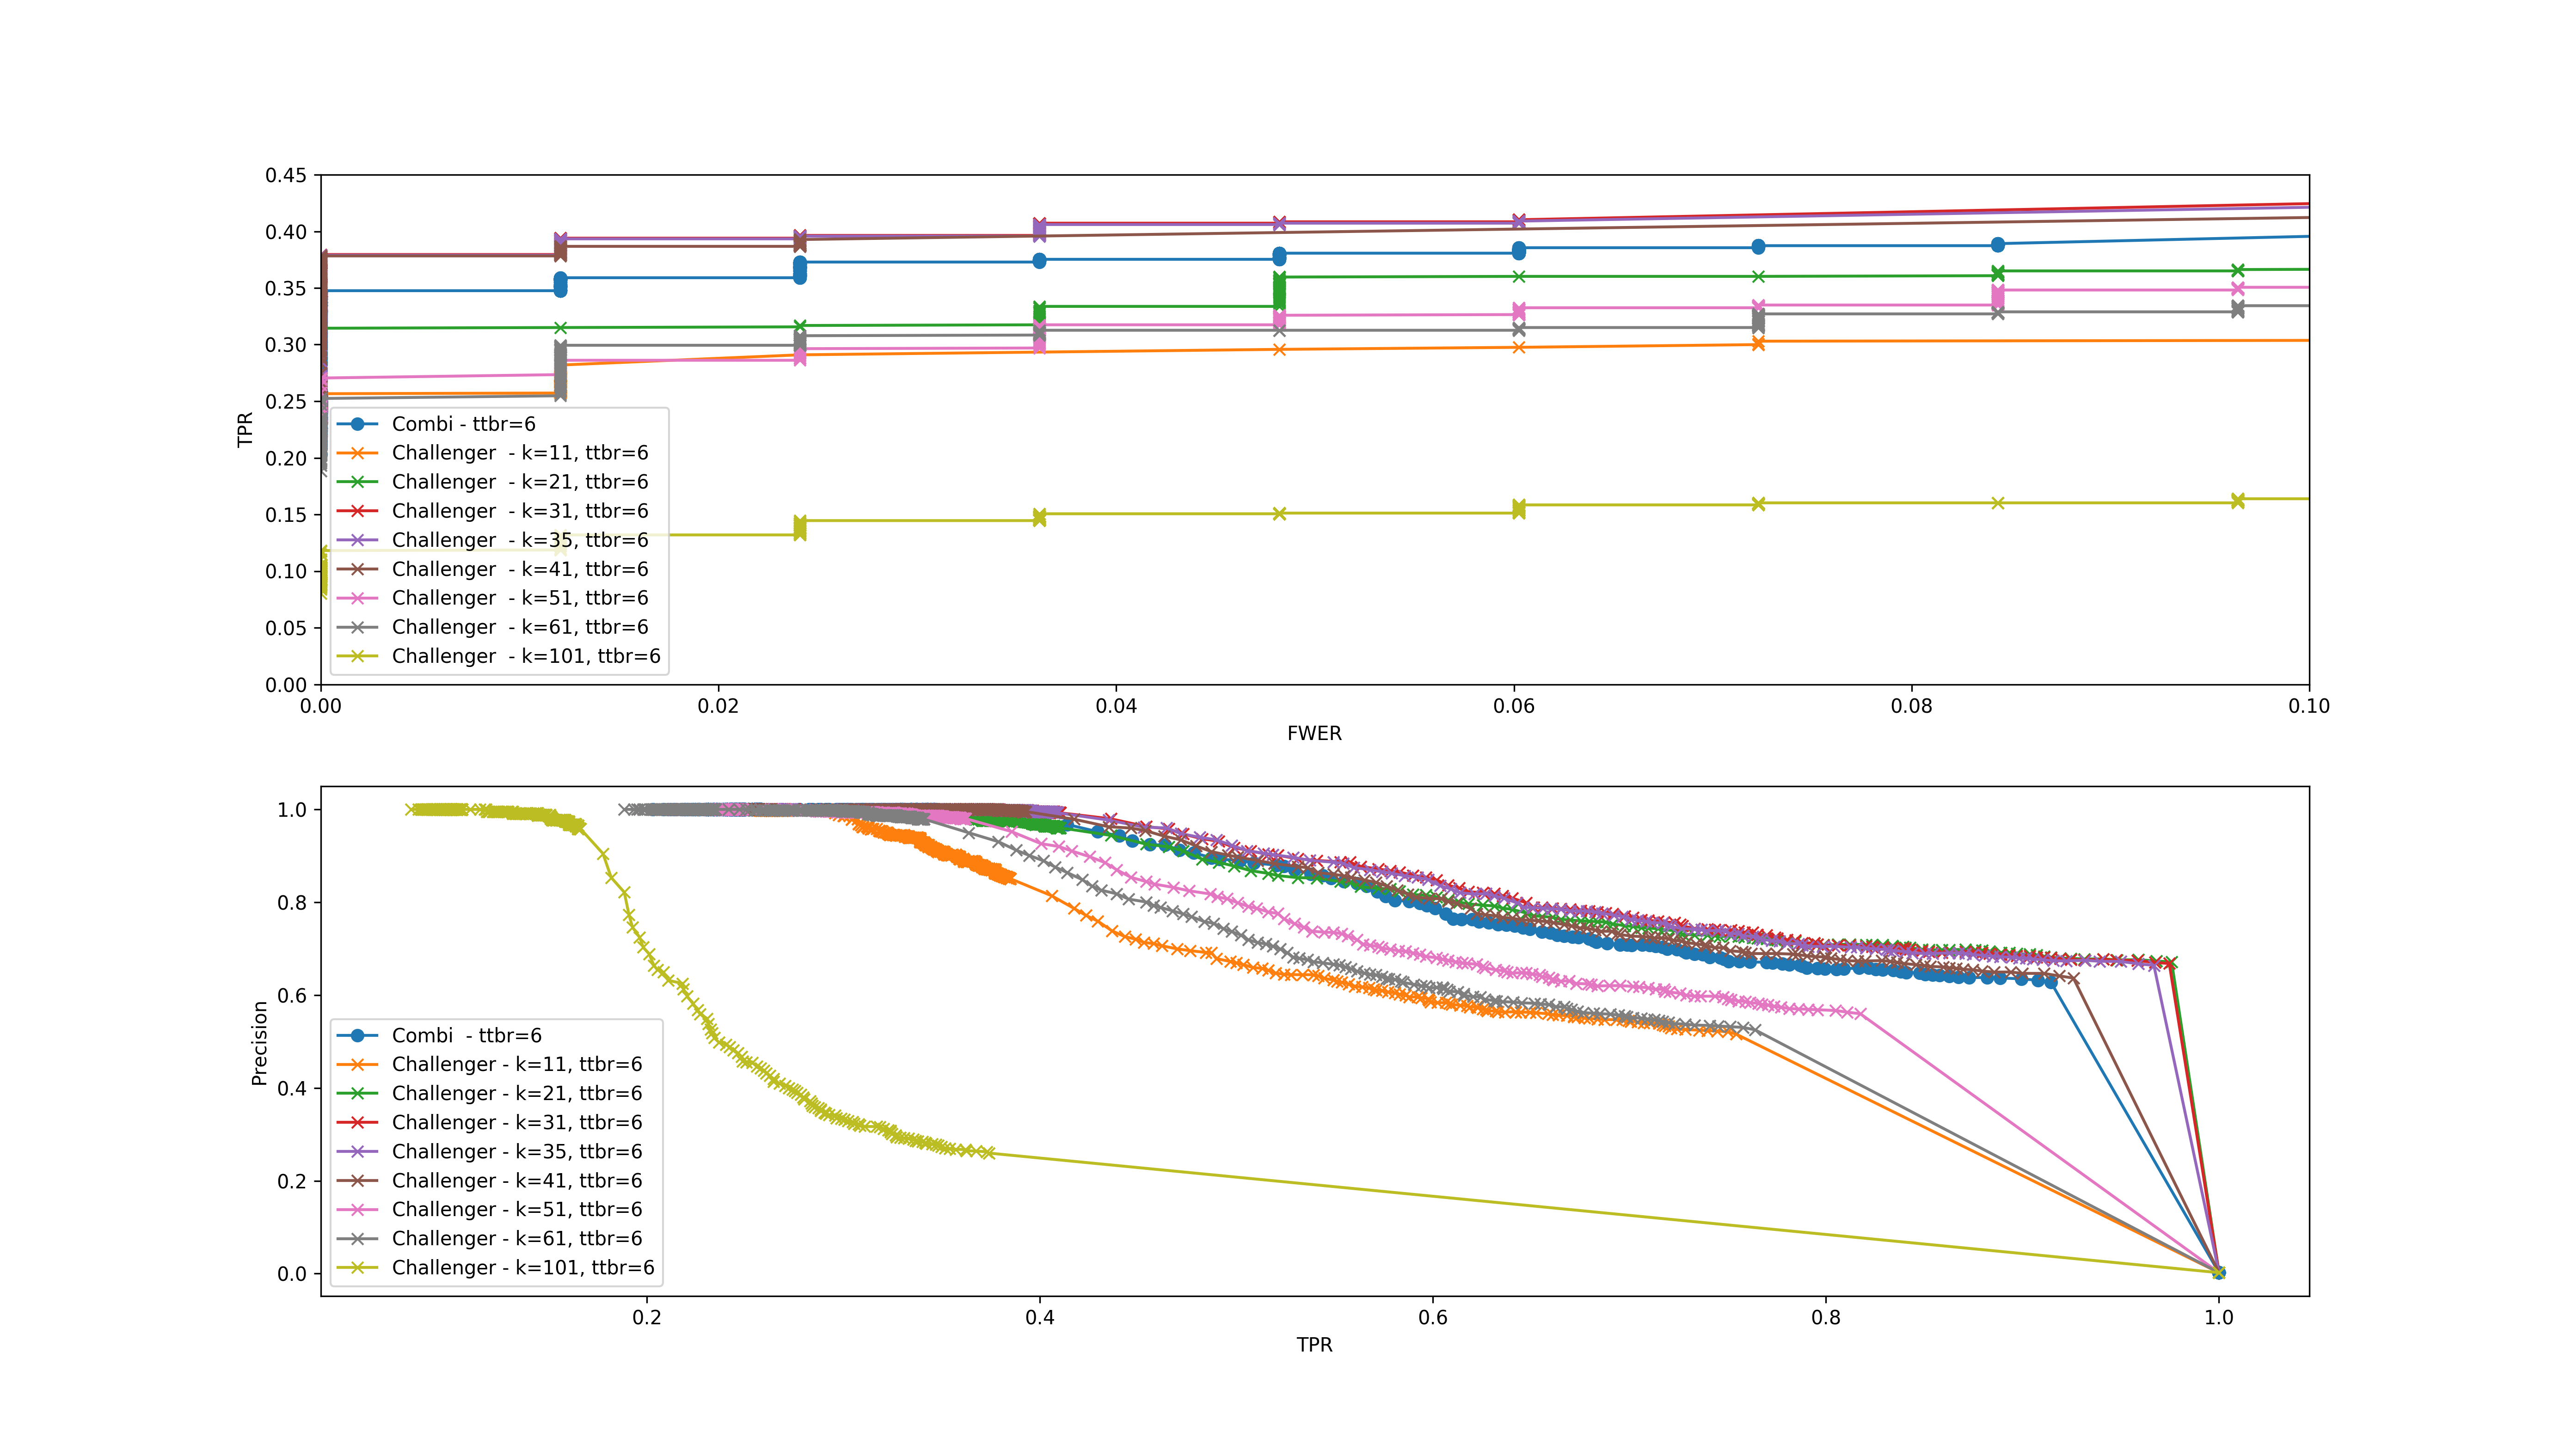 0.45
0.40
0.35
0.30
0.25
0.20
0.15
0.10
0.05
0.00
TPR
Combi - ttbr=6
Challenger  - k=11, ttbr=6
Challenger  - k=21, ttbr=6
Challenger  - k=31, ttbr=6
Challenger  - k=35, ttbr=6
Challenger  - k=41, ttbr=6
Challenger  - k=51, ttbr=6
Challenger  - k=61, ttbr=6
Challenger  - k=101, ttbr=6
0.00 0.02 0.04 0.06 0.08 0.10
FWER
1.0
0.8
0.6
0.4
0.2
0.0
Precision
Combi  - ttbr=6
Challenger - k=11, ttbr=6
Challenger - k=21, ttbr=6
Challenger - k=31, ttbr=6
Challenger - k=35, ttbr=6
Challenger - k=41, ttbr=6
Challenger - k=51, ttbr=6
Challenger - k=61, ttbr=6
Challenger - k=101, ttbr=6
0.2 0.4 0.6 0.8 1.0
TPR